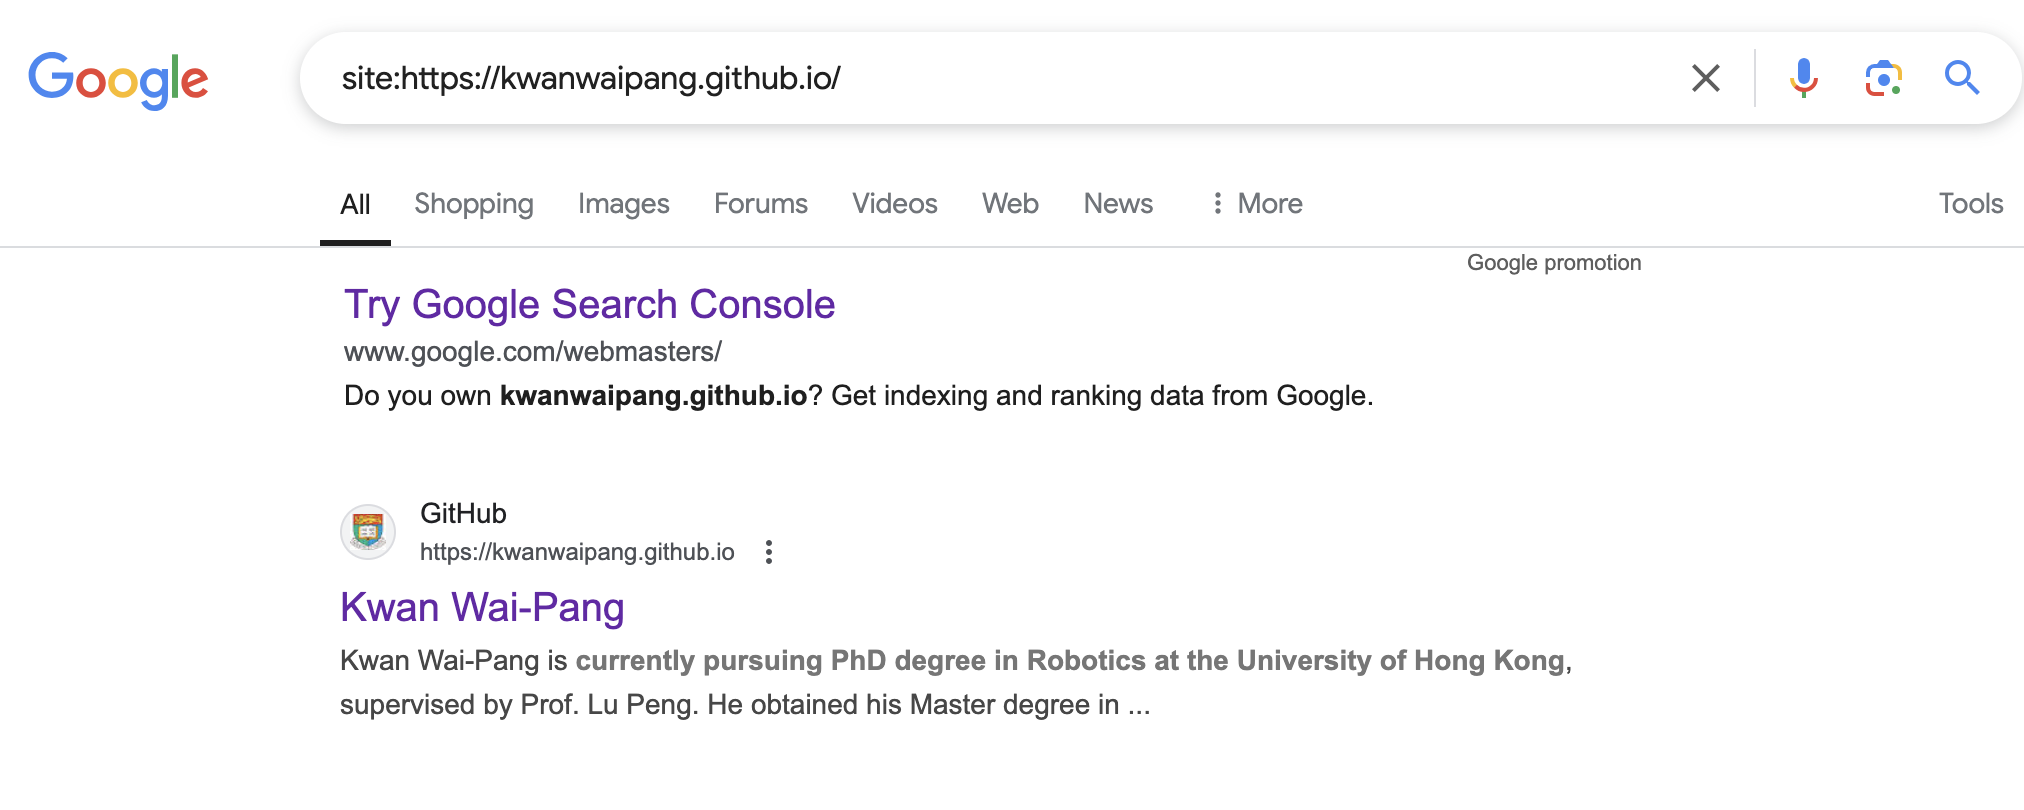 Google
site:https://kwanwaipang.github.io/
All Shopping Images Forums Videos Web News More Tools
Google promotion
Try Google Search Console
www.google.com/webmasters/
Do you own kwanwaipang.github.io? Get indexing and ranking data from Google.
GitHub
https://kwanwaipang.github.io
Kwan Wai-Pang
Kwan Wai-Pang is currently pursuing PhD degree in Robotics at the University of Hong Kong,
supervised by Prof. Lu Peng. He obtained his Master degree in ...